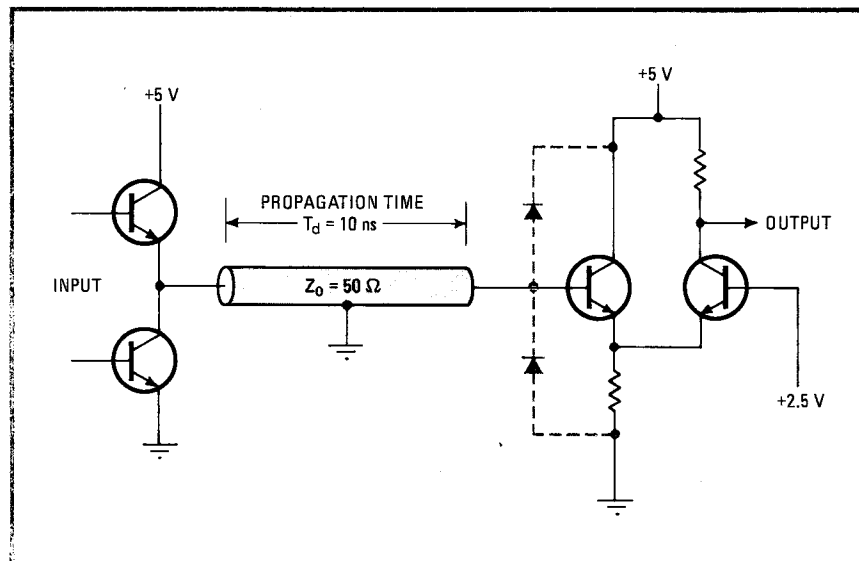 +5 V
+5 V
PROPAGATION TIME
T_d = 10 ns
OUTPUT
INPUT
Z_0 = 50 Ω
+2.5 V